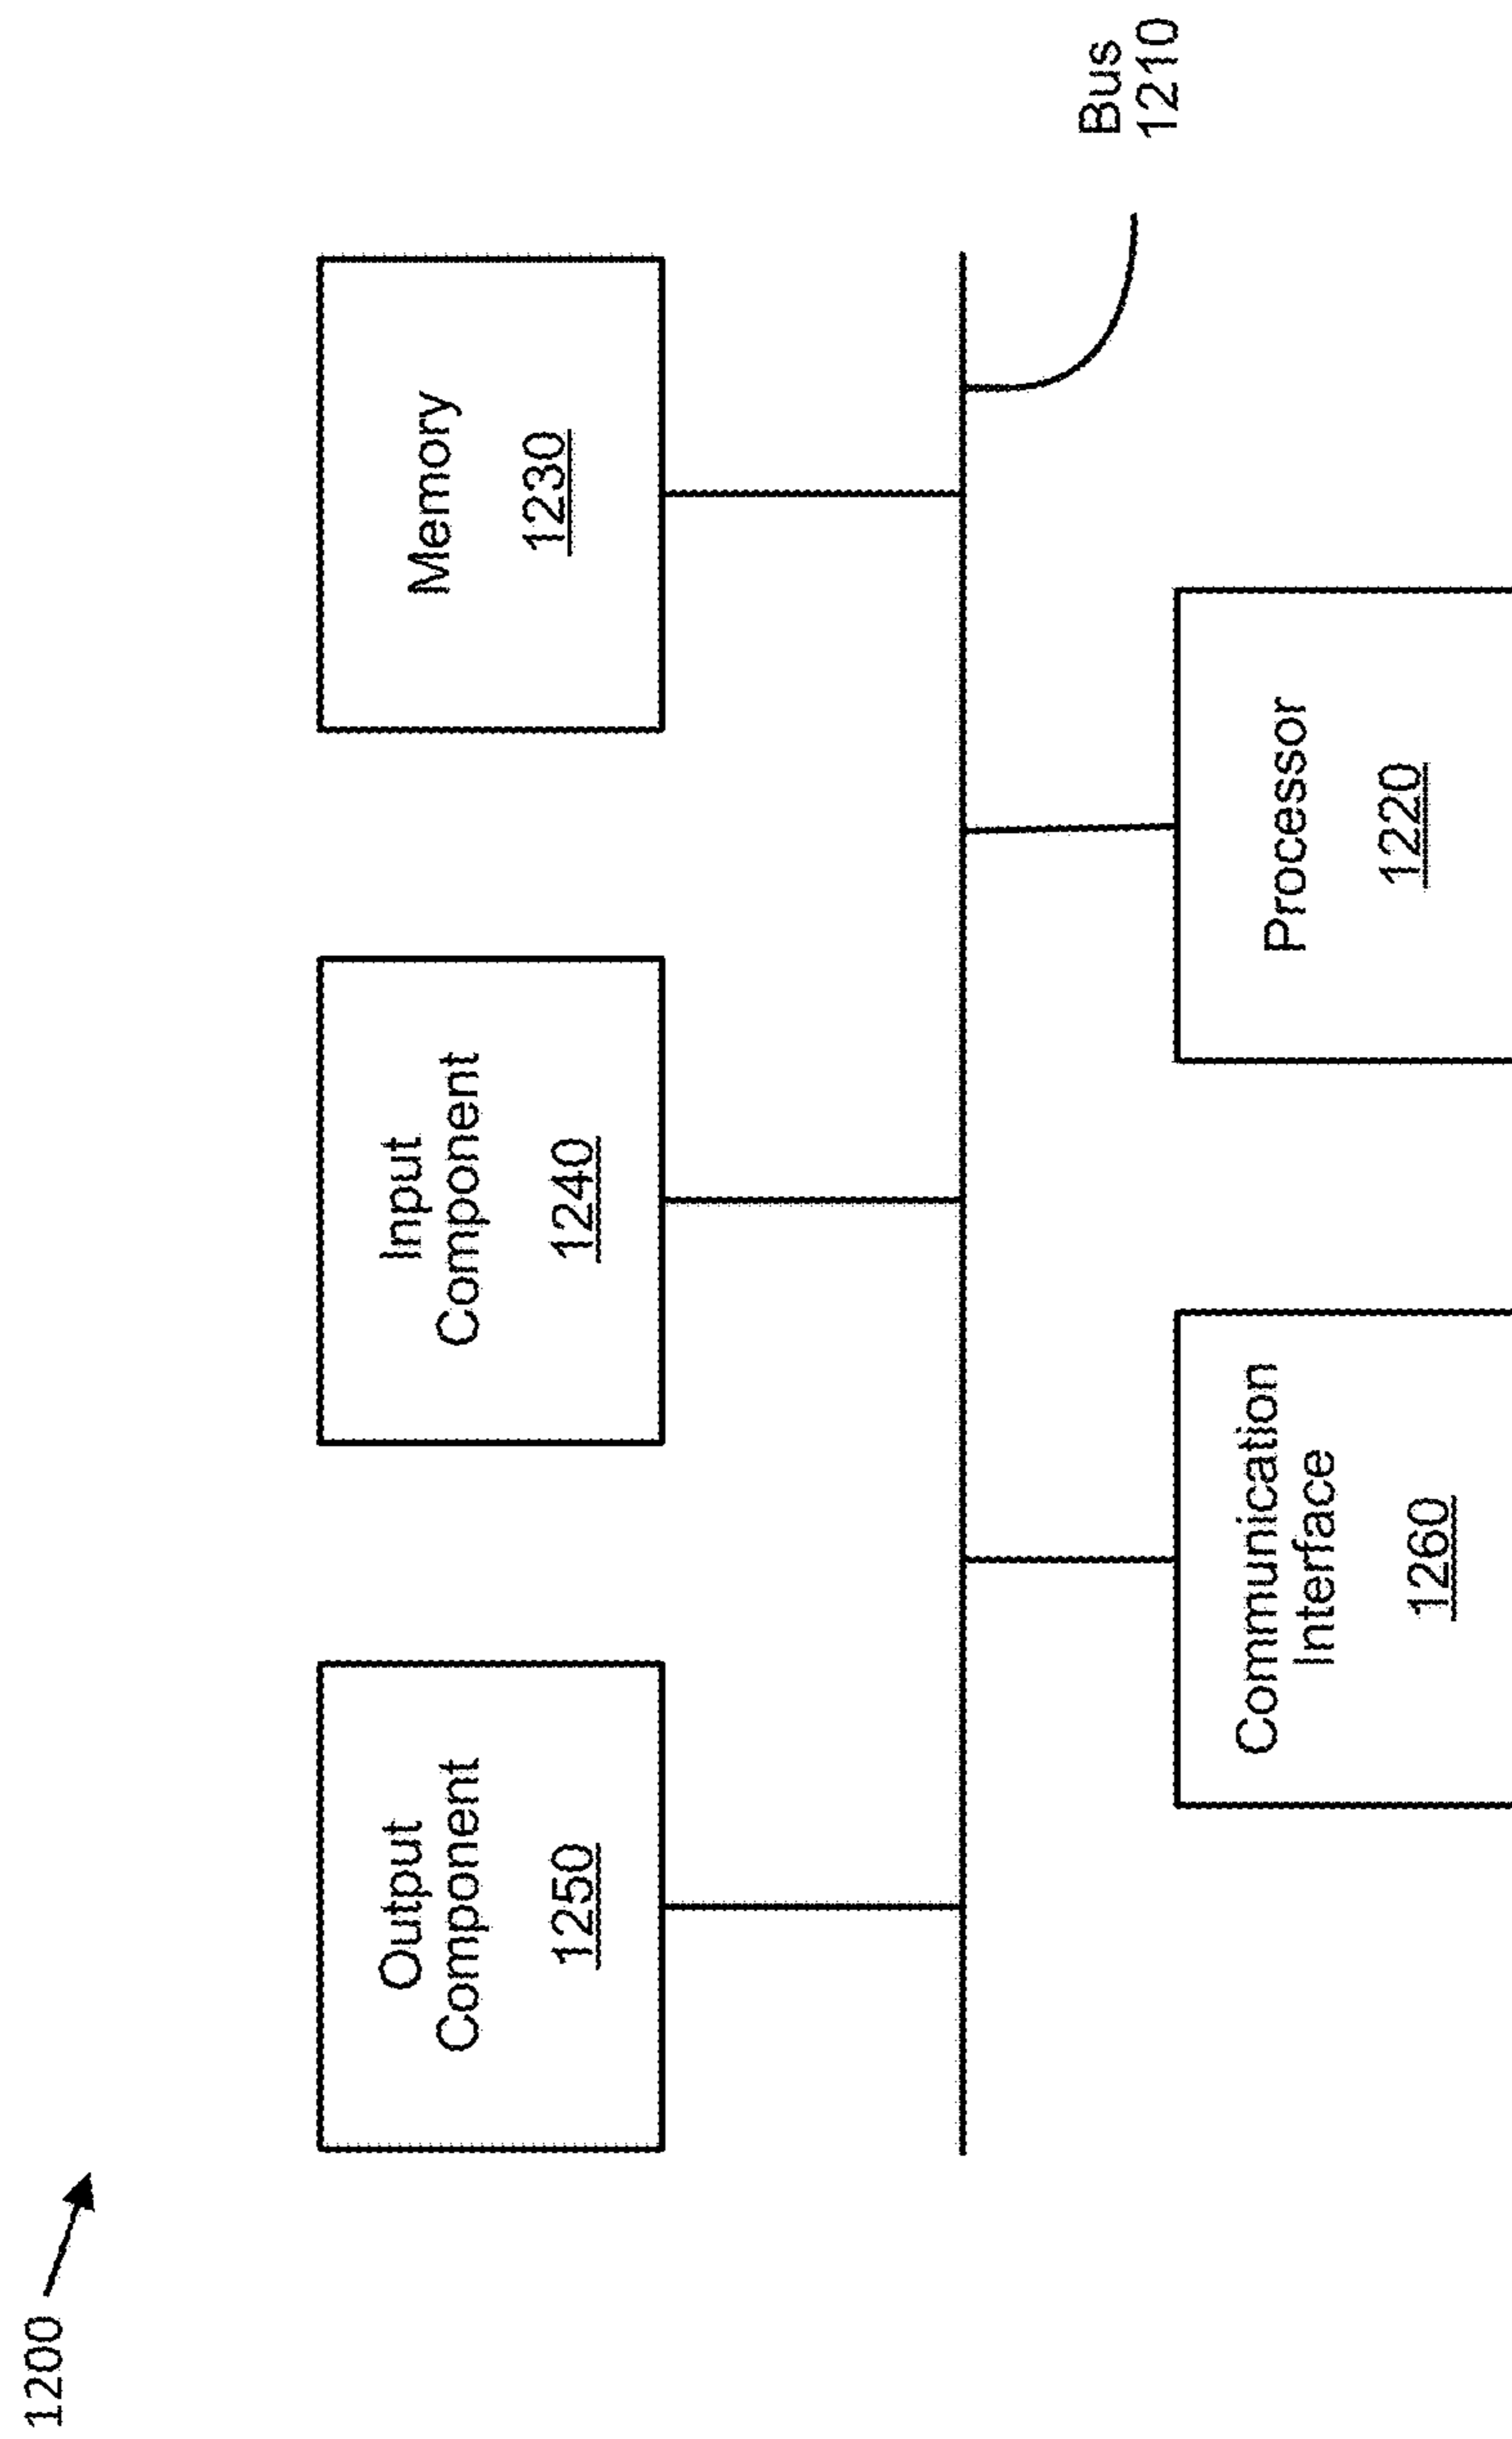 1200
Output
Component
1250
Input
Component
1240
Memory
1230
Bus
1210
Communication
Interface
1260
Processor
1220